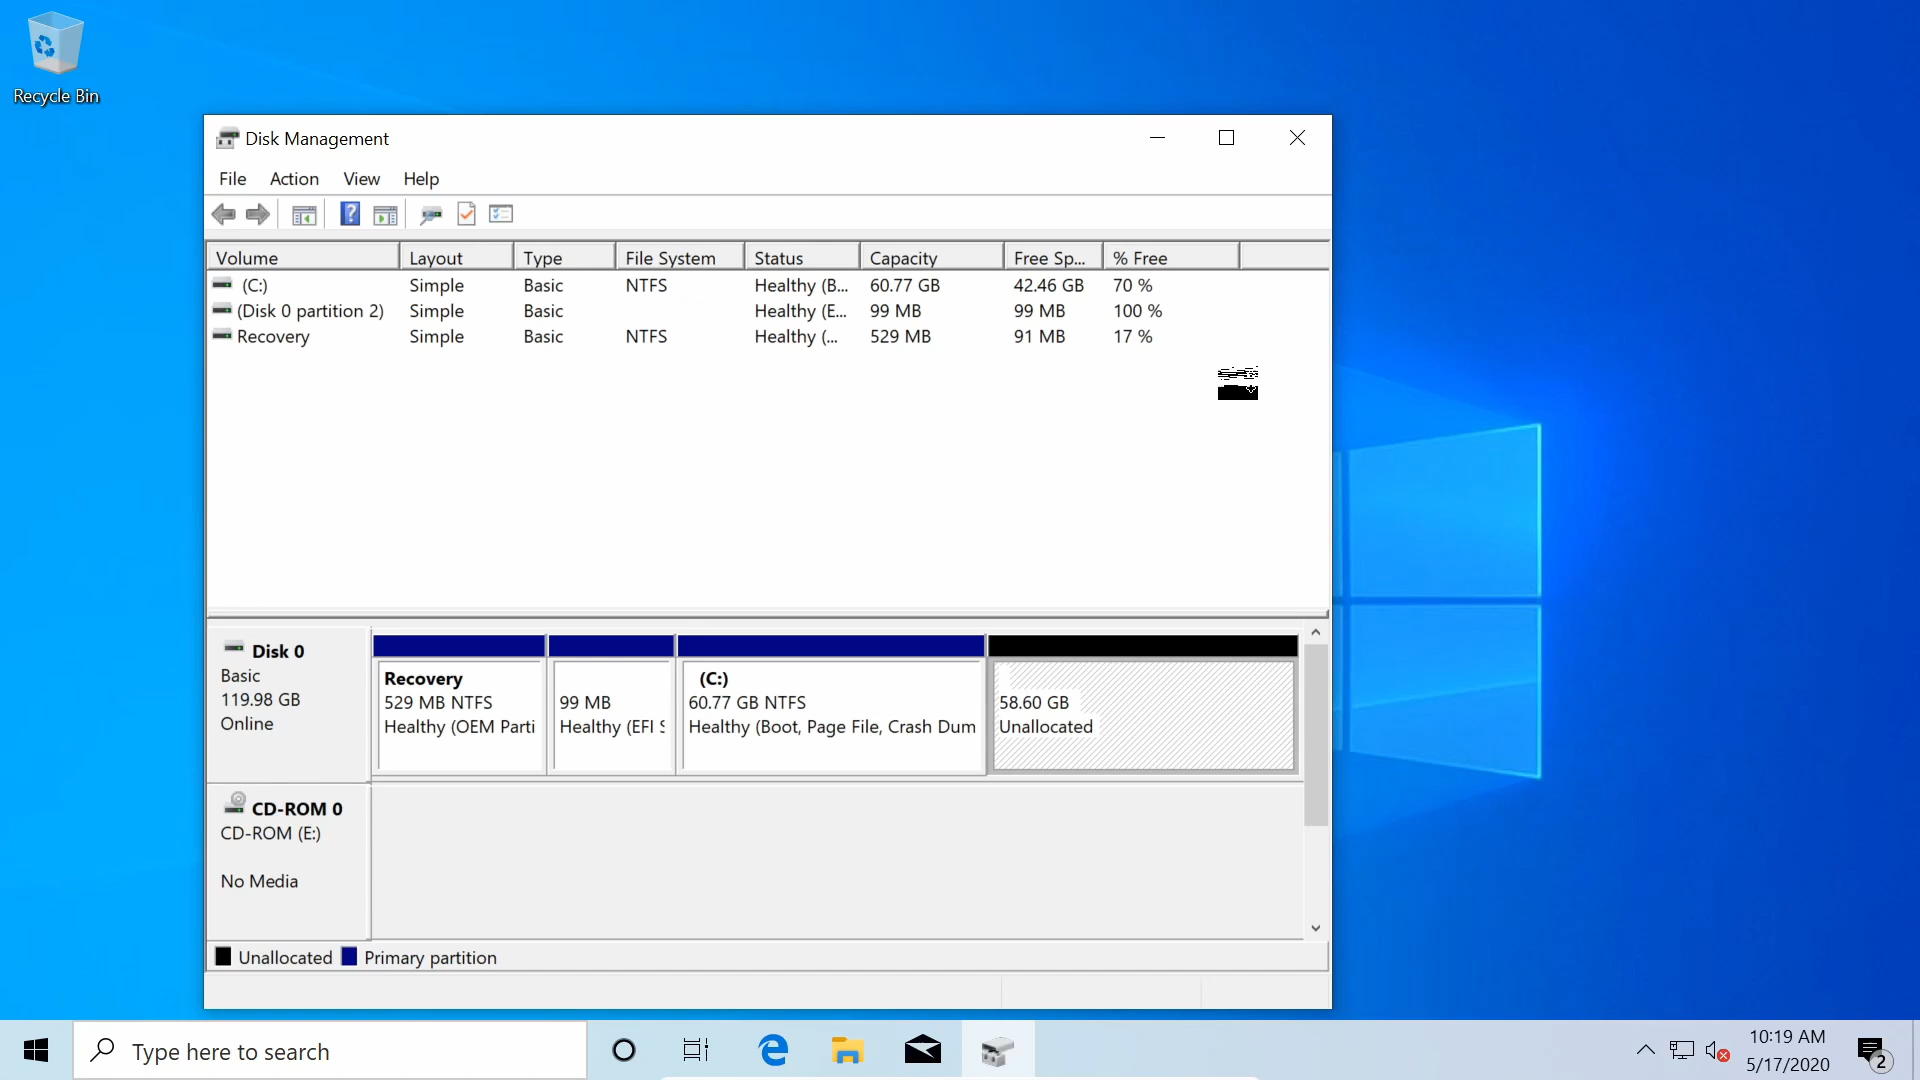 Recycle Bin
Disk Management
File Action View Help
Volume Layout Type File System Status Capacity Free Sp... % Free
(C:) Simple Basic NTFS Healthy (B... 60.77 GB 42.46 GB 70 %
(Disk 0 partition 2) Simple Basic Healthy (E... 99 MB 99 MB 100 %
Recovery Simple Basic NTFS Healthy (... 529 MB 91 MB 17 %
Disk 0
Basic
119.98 GB
Online
Recovery
529 MB NTFS
Healthy (OEM Parti
99 MB
Healthy (EFI S
(C:)
60.77 GB NTFS
Healthy (Boot, Page File, Crash Dum
58.60 GB
Unallocated
CD-ROM 0
CD-ROM (E:)
No Media
Unallocated Primary partition
Type here to search
10:19 AM
5/17/2020
2